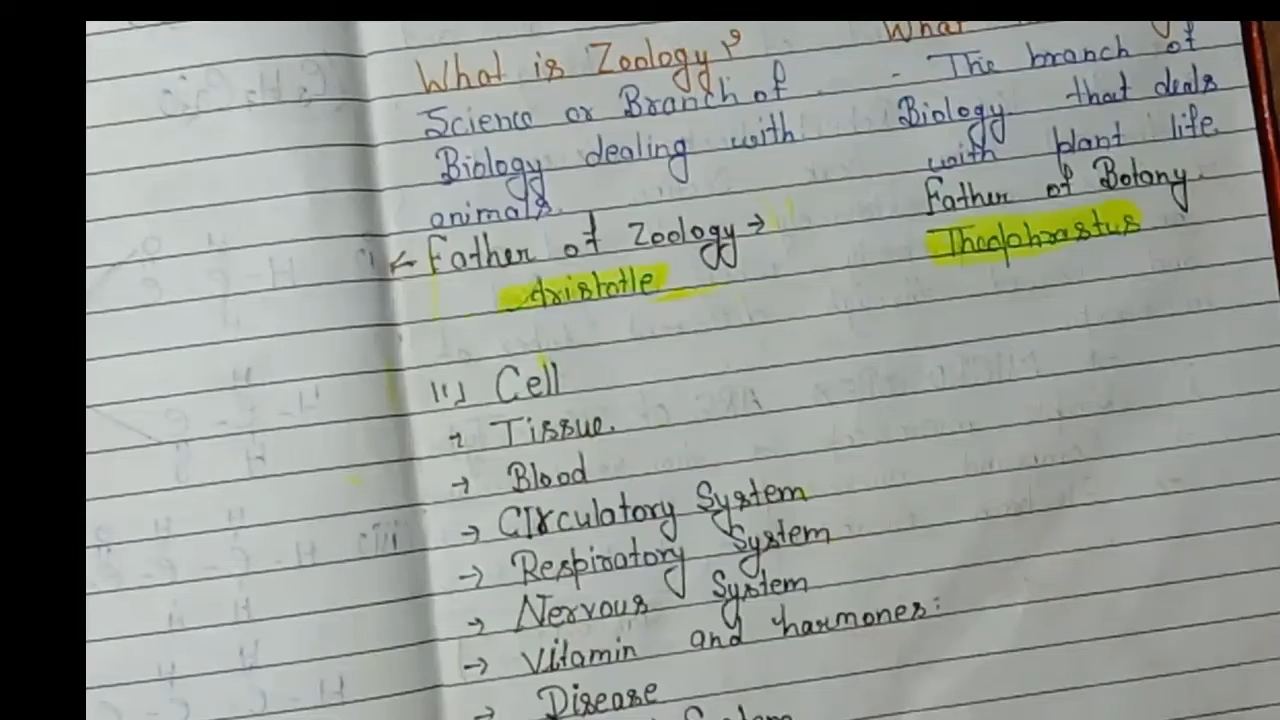 What is Zoology?
Science or Branch of
Biology dealing with
animals.
← Father of Zoology →
Aristotle
What
- The branch of
Biology that deals
with plant life
Father of Botany
Theophrastus
Cell
Tissue.
→ Blood
→ Circulatory System
→ Respiratory System
→ Nervous System
→ Vitamin and harmones:
→ Disease